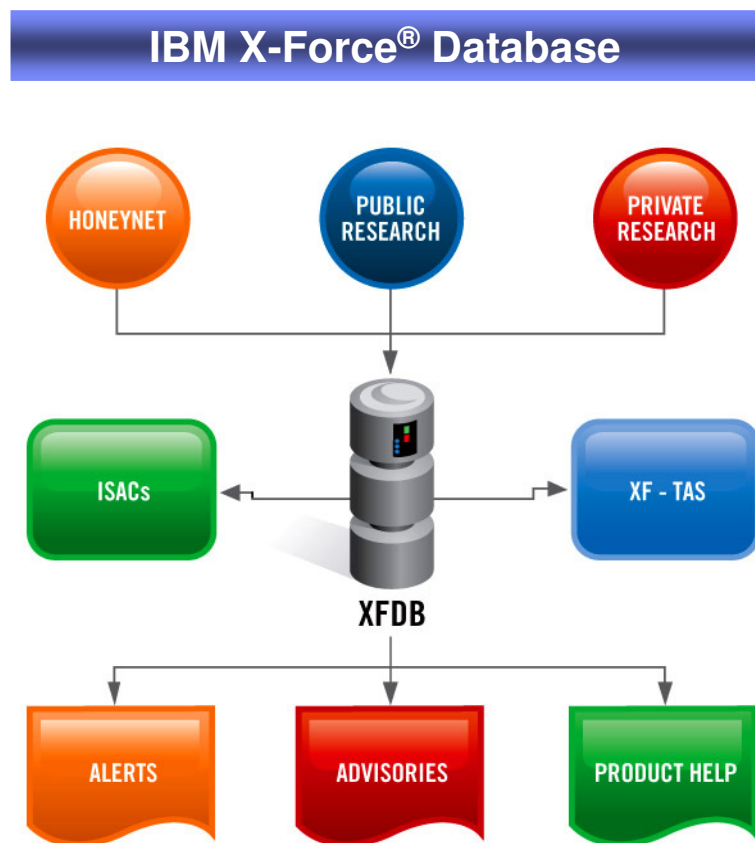 IBM X-Force® Database
HONEYNET
PUBLIC
RESEARCH
PRIVATE
RESEARCH
ISACs
XF - TAS
XFDB
ALERTS
ADVISORIES
PRODUCT HELP